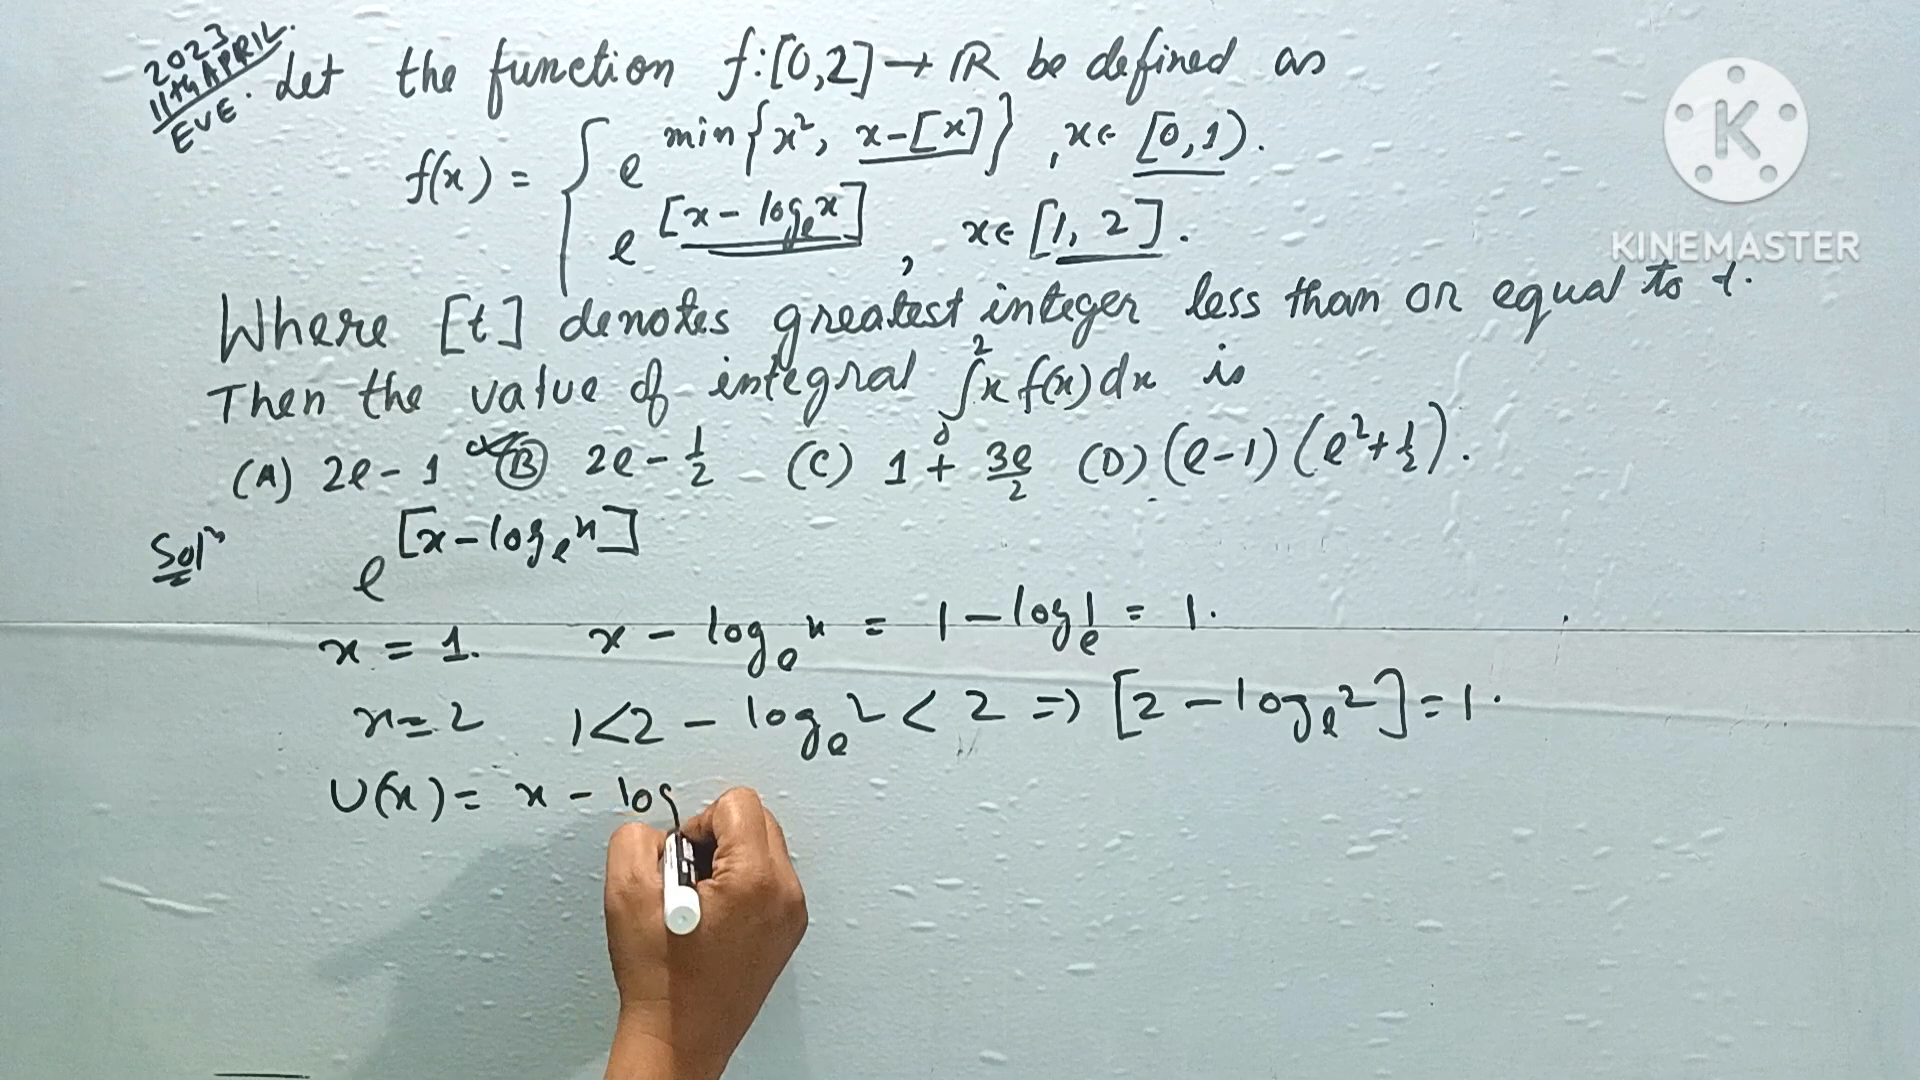 2023
11th APRIL.
EVE.
Let the function f:[0,2] → R be defined as
f(x) = { e^min{x², x-[x]} , x∈ [0,1).
e^[x - log_e x] , x∈ [1, 2].
Where [t] denotes greatest integer less than or equal to t.
Then the value of integral ∫₀² x f(x) dx is
(A) 2e - 1 (B) 2e - 1/2 (C) 1 + 3e/2 (D) (e-1) (e² + 1/2).
Solⁿ e^[x - log_e x]
x = 1. x - log_e x = 1 - log_e 1 = 1.
x = 2 1 < 2 - log_e 2 < 2 => [2 - log_e 2] = 1.
U(x) = x - log
K
KINEMASTER